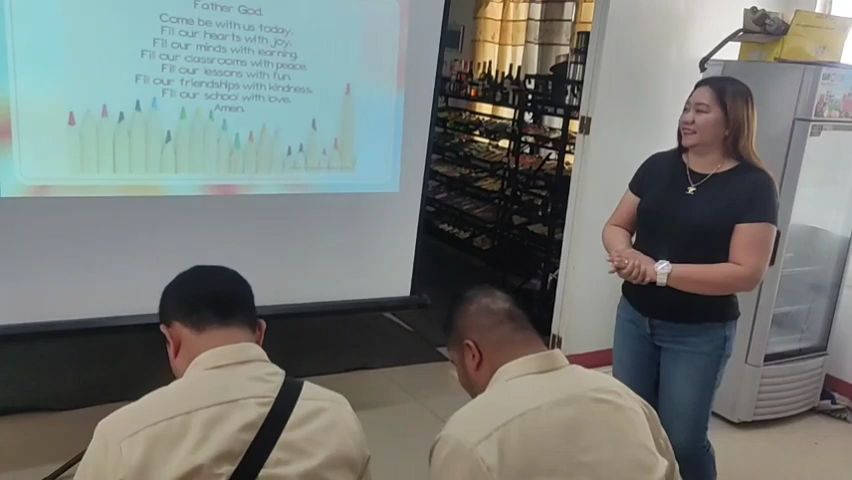 Father God.
Come be with us today.
Fill our hearts with joy.
Fill our minds with learning.
Fill our classrooms with peace.
Fill our lessons with fun.
Fill our friendships with kindness.
Fill our school with love.
Amen.